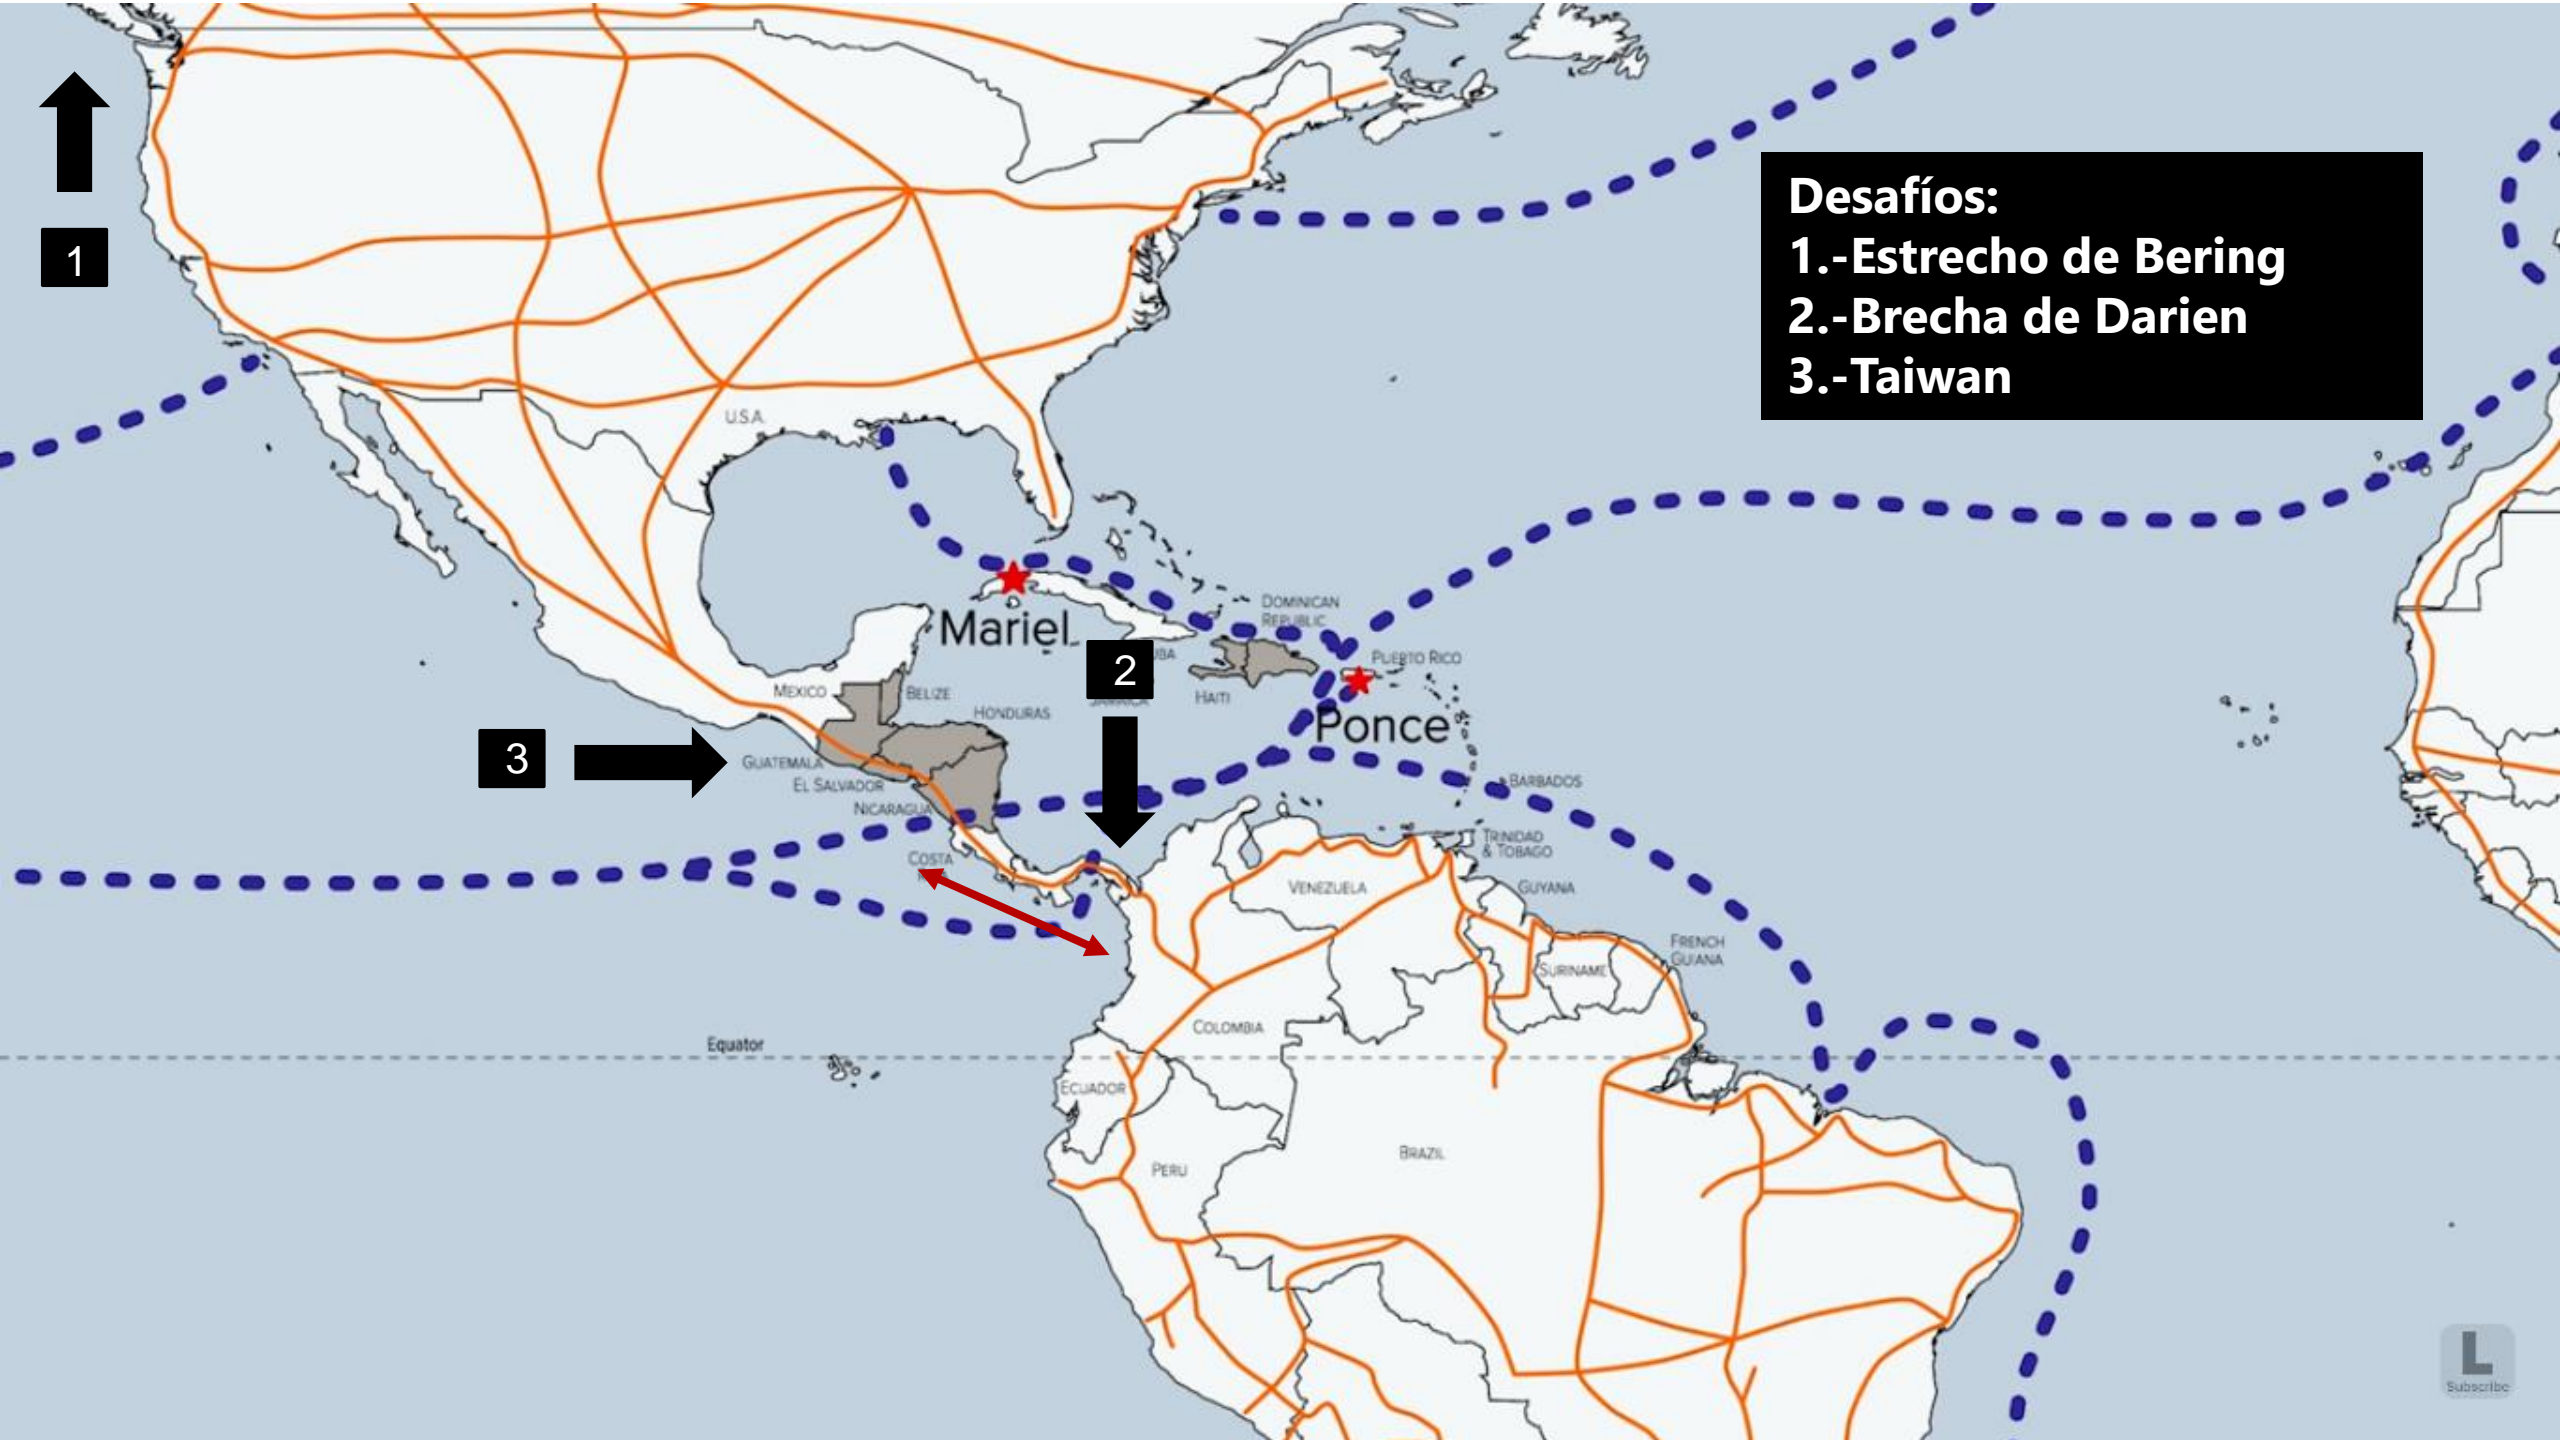 1
Desafíos:
1.-Estrecho de Bering
2.-Brecha de Darien
3.-Taiwan
U.S.A.
DOMINICAN
REPUBLIC
Mariel
2
PUERTO RICO
MEXICO
BELIZE
HAITI
JAMAICA
HONDURAS
Ponce
3
GUATEMALA
EL SALVADOR
NICARAGUA
BARBADOS
TRINIDAD
& TOBAGO
COSTA
VENEZUELA
GUYANA
FRENCH
GUIANA
SURINAME
COLOMBIA
Equator
ECUADOR
BRAZIL
PERU
L
Subscribe